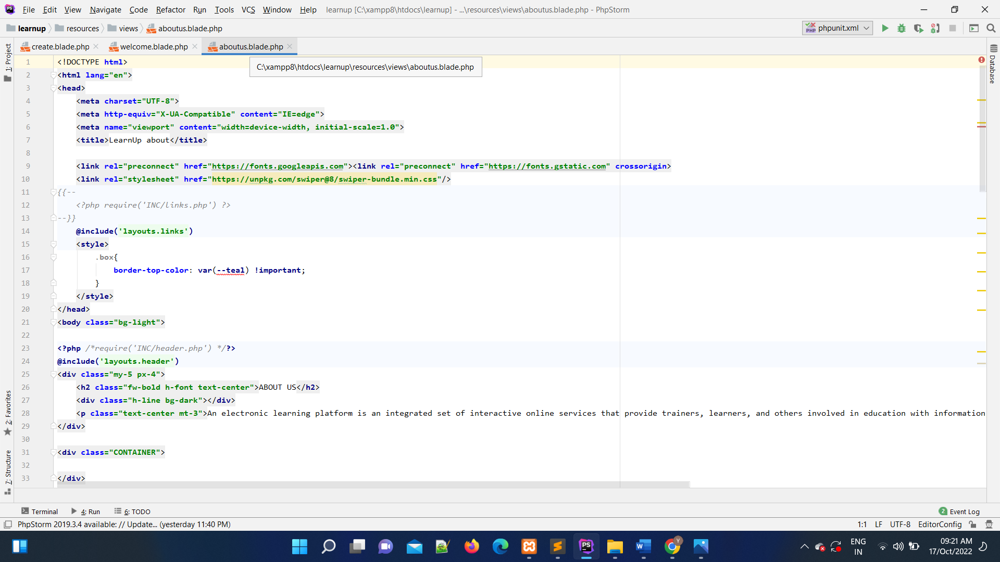 File Edit View Navigate Code Refactor Run Tools VCS Window Help learnup [C:\xampp8\htdocs\learnup] - ...\resources\views\aboutus.blade.php - PhpStorm
learnup resources views aboutus.blade.php phpunit.xml
create.blade.php welcome.blade.php aboutus.blade.php
C:\xampp8\htdocs\learnup\resources\views\aboutus.blade.php
1: Project
2: Favorites
7: Structure
Database
1 <!DOCTYPE html>
2 <html lang="en">
3 <head>
4 <meta charset="UTF-8">
5 <meta http-equiv="X-UA-Compatible" content="IE=edge">
6 <meta name="viewport" content="width=device-width, initial-scale=1.0">
7 <title>LearnUp about</title>
8
9 <link rel="preconnect" href="https://fonts.googleapis.com"><link rel="preconnect" href="https://fonts.gstatic.com" crossorigin>
10 <link rel="stylesheet" href="https://unpkg.com/swiper@8/swiper-bundle.min.css"/>
11 {{--
12 <?php require('INC/links.php') ?>
13 --}}
14 @include('layouts.links')
15 <style>
16 .box{
17 border-top-color: var(--teal) !important;
18 }
19 </style>
20 </head>
21 <body class="bg-light">
22
23 <?php /*require('INC/header.php') */?>
24 @include('layouts.header')
25 <div class="my-5 px-4">
26 <h2 class="fw-bold h-font text-center">ABOUT US</h2>
27 <div class="h-line bg-dark"></div>
28 <p class="text-center mt-3">An electronic learning platform is an integrated set of interactive online services that provide trainers, learners, and others involved in education with information
29 </div>
30
31 <div class="CONTAINER">
32
33 </div>
Terminal 4: Run 6: TODO 2 Event Log
PhpStorm 2019.3.4 available: // Update... (yesterday 11:40 PM) 1:1 LF UTF-8 EditorConfig
ENG 09:21 AM
IN 17/Oct/2022